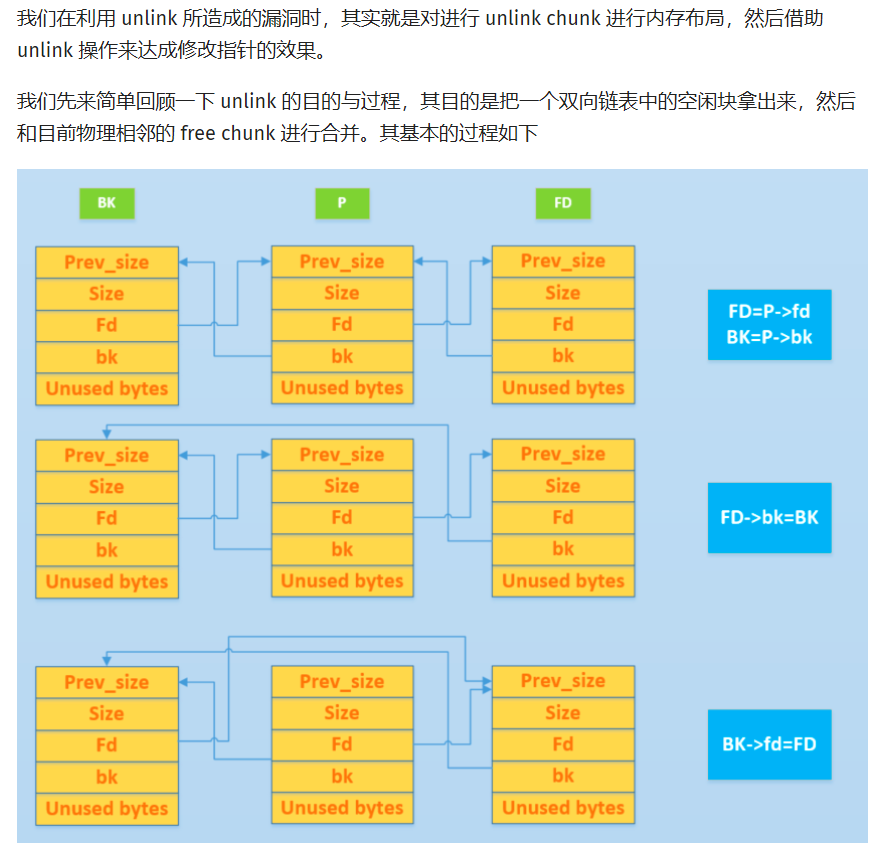 我们在利用 unlink 所造成的漏洞时，其实就是对进行 unlink chunk 进行内存布局，然后借助
unlink 操作来达成修改指针的效果。
我们先来简单回顾一下 unlink 的目的与过程，其目的是把一个双向链表中的空闲块拿出来，然后
和目前物理相邻的 free chunk 进行合并。其基本的过程如下
BK P FD
Prev_size Prev_size Prev_size
Size Size Size
Fd Fd Fd
bk bk bk
Unused bytes Unused bytes Unused bytes
FD=P->fd
BK=P->bk
Prev_size Prev_size Prev_size
Size Size Size
Fd Fd Fd
bk bk bk
Unused bytes Unused bytes Unused bytes
FD->bk=BK
Prev_size Prev_size Prev_size
Size Size Size
Fd Fd Fd
bk bk bk
Unused bytes Unused bytes Unused bytes
BK->fd=FD